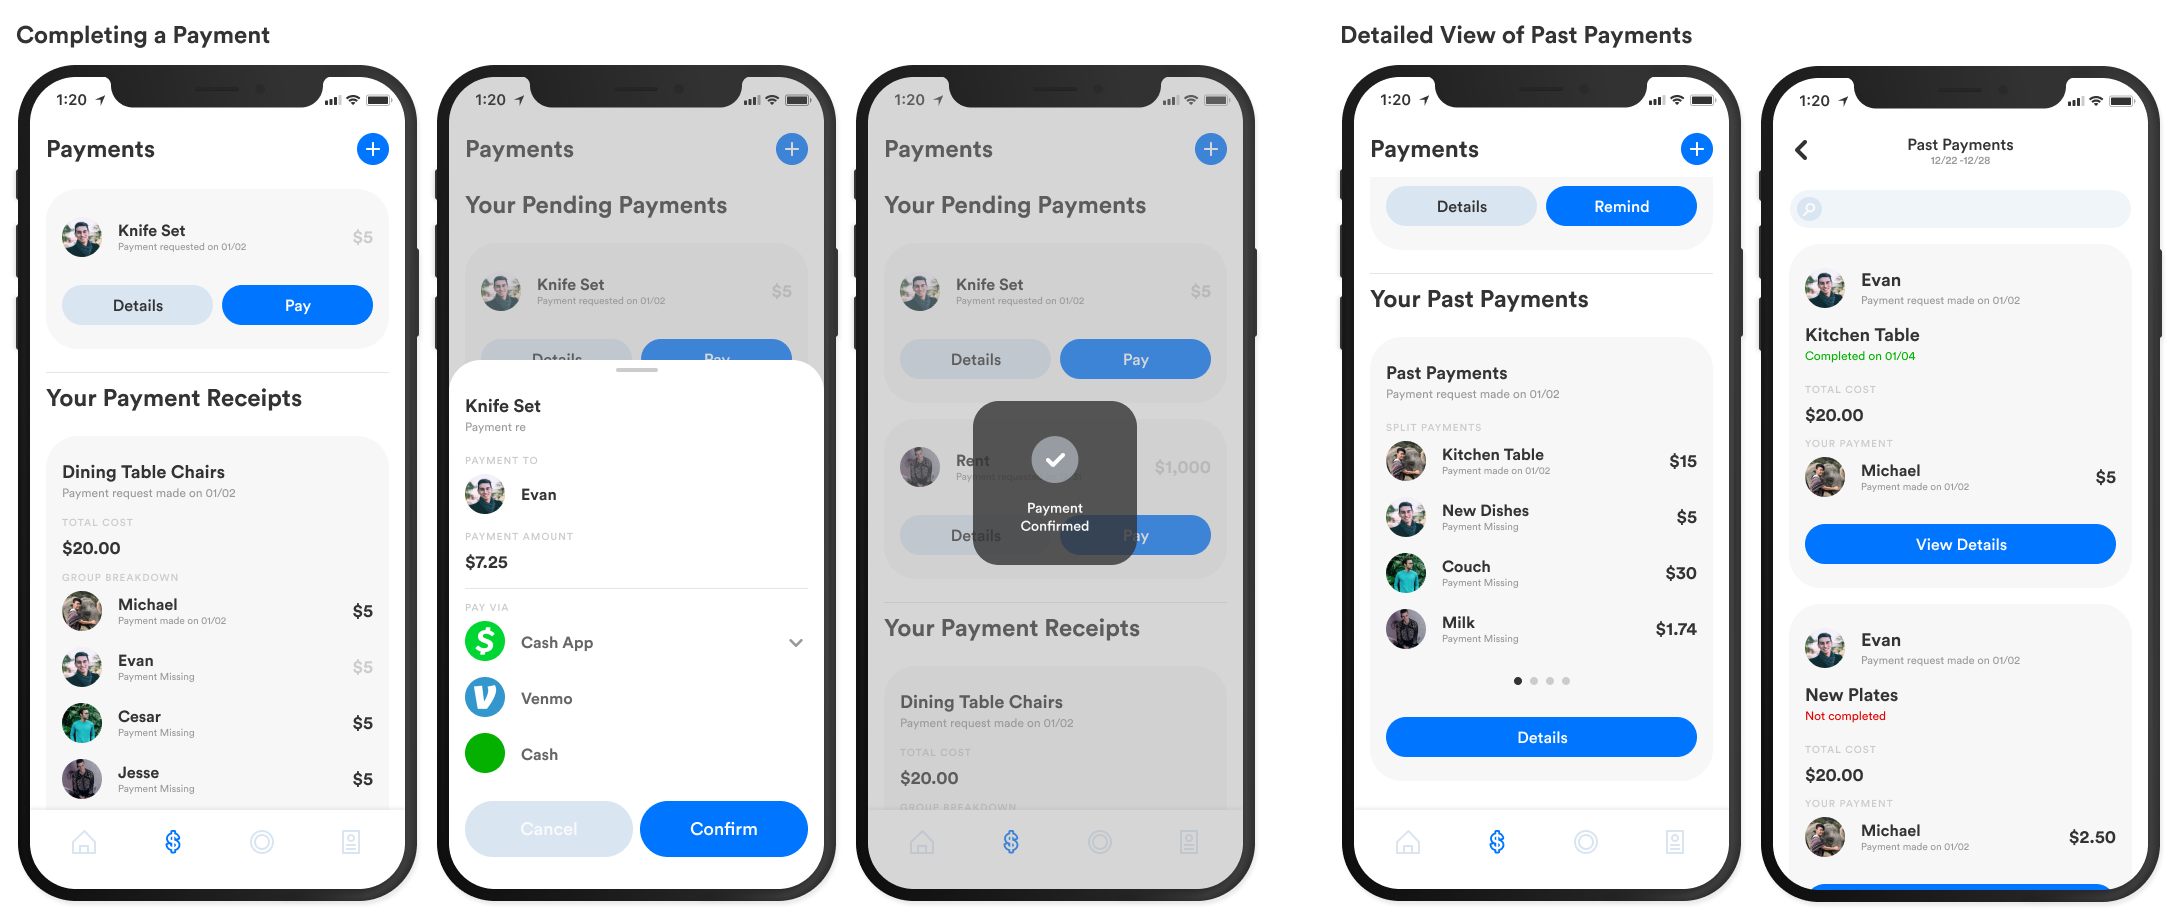 Completing a Payment
1:20
Payments
Knife Set
Payment requested on 01/02
$5
Details
Pay
Your Payment Receipts
Dining Table Chairs
Payment request made on 01/02
TOTAL COST
$20.00
GROUP BREAKDOWN
Michael
Payment made on 01/02
$5
Evan
Payment Missing
$5
Cesar
Payment Missing
$5
Jesse
Payment Missing
$5
1:20
Payments
Your Pending Payments
Knife Set
Payment requested on 01/02
$5
Details
Pay
Knife Set
Payment re
PAYMENT TO
Evan
PAYMENT AMOUNT
$7.25
PAY VIA
Cash App
Venmo
Cash
Cancel
Confirm
1:20
Payments
Your Pending Payments
Knife Set
Payment requested on 01/02
$5
Details
Pay
Rent
$1,000
Payment
Confirmed
Details
Pay
Your Payment Receipts
Dining Table Chairs
Payment request made on 01/02
TOTAL COST
$20.00
GROUP BREAKDOWN
Detailed View of Past Payments
1:20
Payments
Details
Remind
Your Past Payments
Past Payments
Payment request made on 01/02
SPLIT PAYMENTS
Kitchen Table
Payment made on 01/02
$15
New Dishes
Payment Missing
$5
Couch
Payment Missing
$30
Milk
Payment Missing
$1.74
Details
1:20
Past Payments
12/22 -12/28
Evan
Payment request made on 01/02
Kitchen Table
Completed on 01/04
TOTAL COST
$20.00
YOUR PAYMENT
Michael
Payment made on 01/02
$5
View Details
Evan
Payment request made on 01/02
New Plates
Not completed
TOTAL COST
$20.00
YOUR PAYMENT
Michael
Payment made on 01/02
$2.50